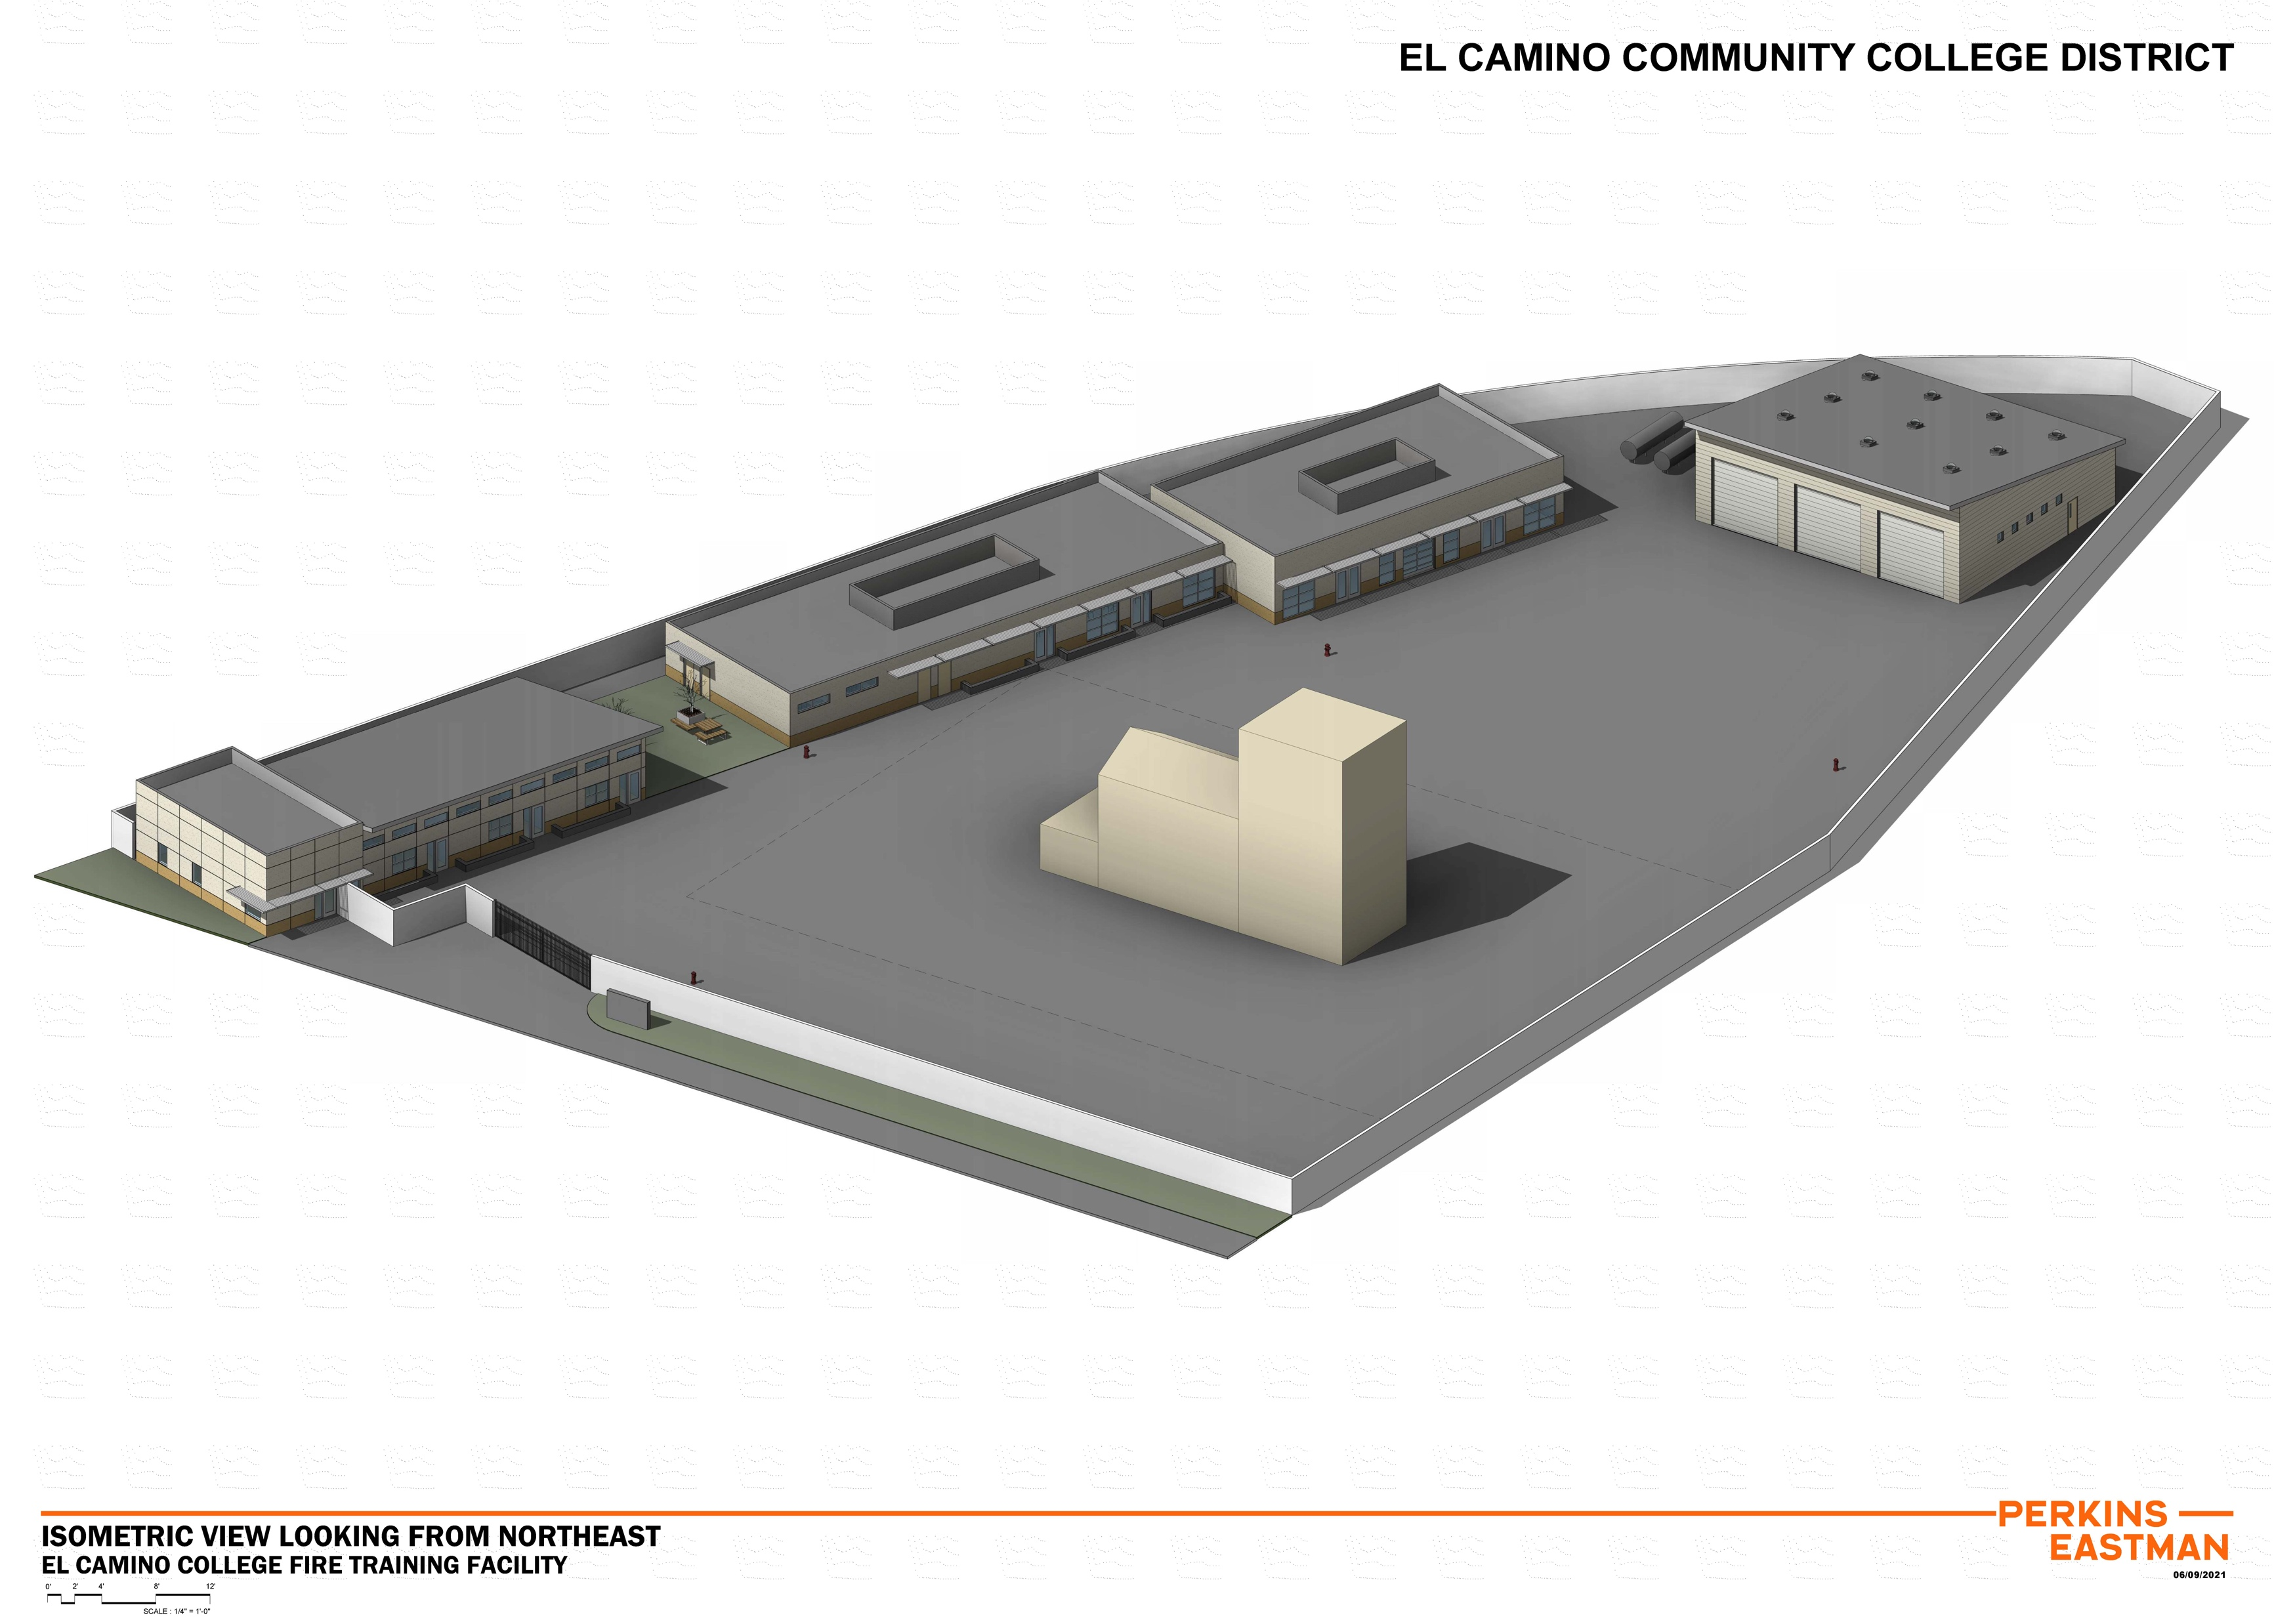 EL CAMINO COMMUNITY COLLEGE DISTRICT
PERKINS
EASTMAN
06/09/2021
ISOMETRIC VIEW LOOKING FROM NORTHEAST
EL CAMINO COLLEGE FIRE TRAINING FACILITY
0' 2' 4' 8' 12'
SCALE : 1/4" = 1'-0"